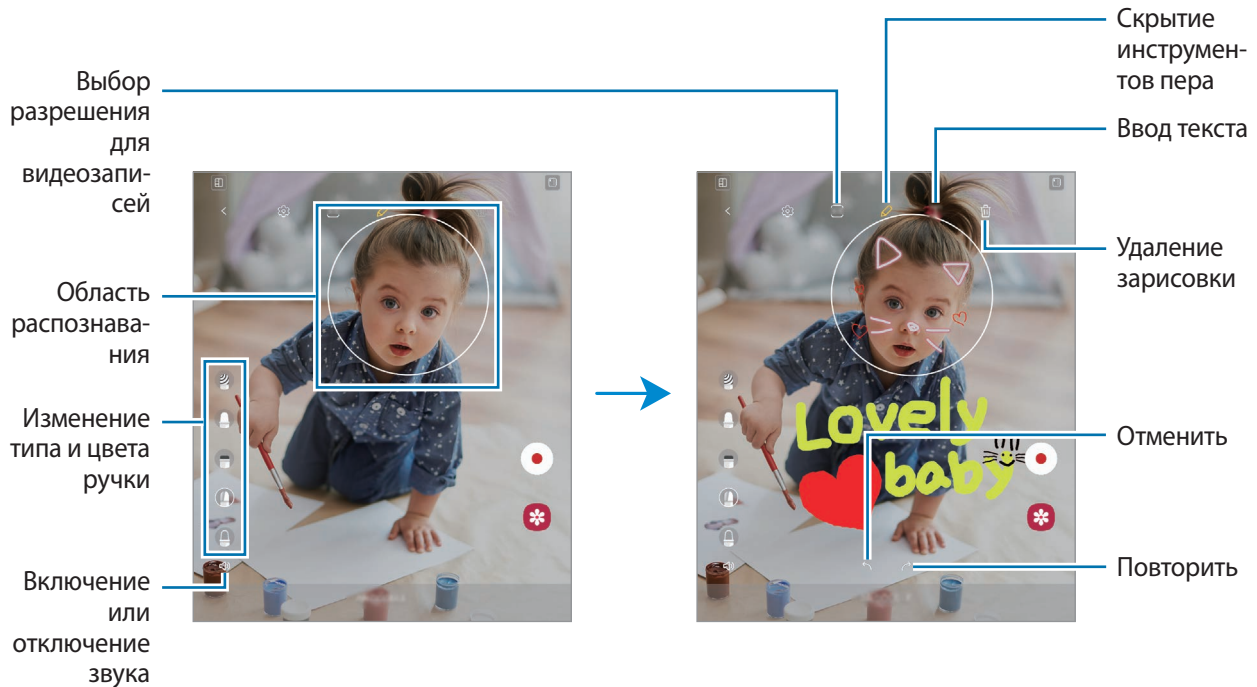 Выбор
разрешения
для
видеозапи-
сей
Область
распознава-
ния
Изменение
типа и цвета
ручки
Включение
или
отключение
звука
Скрытие
инструмен-
тов пера
Ввод текста
Удаление
зарисовки
Lovely
baby
Отменить
Повторить